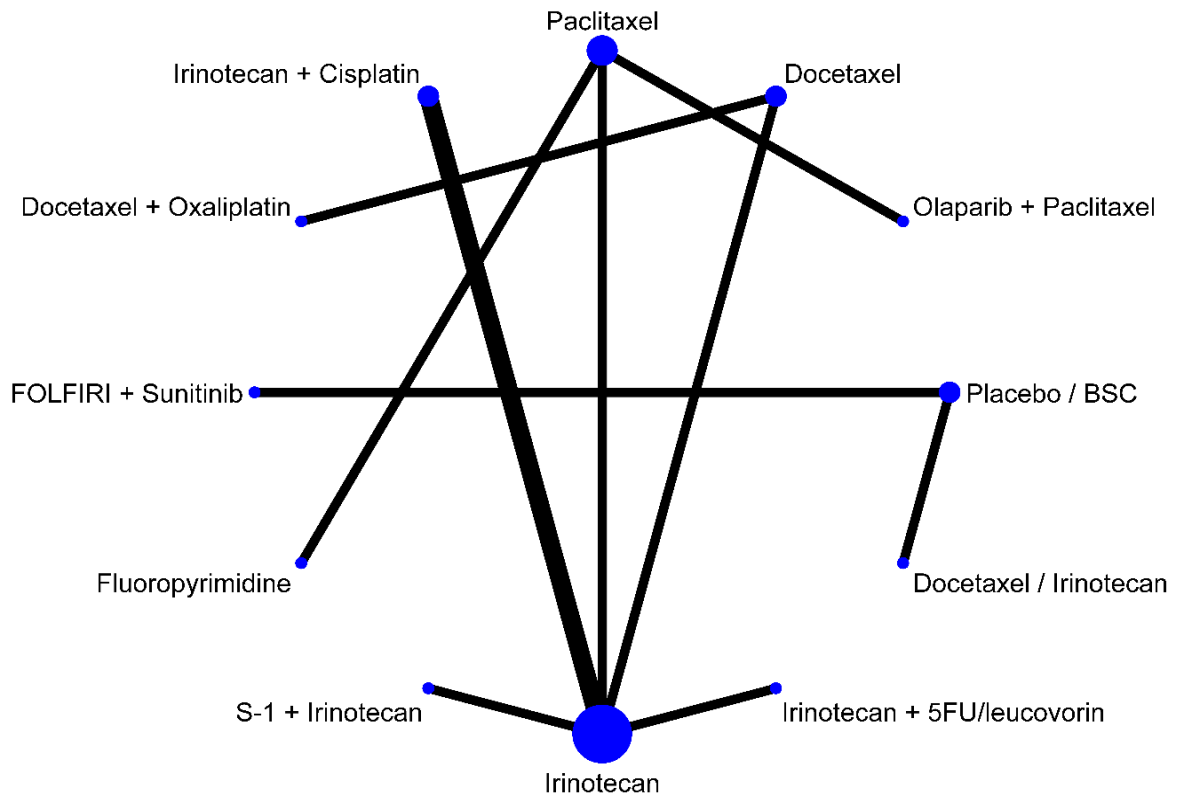 Paclitaxel
Irinotecan + Cisplatin
Docetaxel
Docetaxel + Oxaliplatin
Olaparib + Paclitaxel
FOLFIRI + Sunitinib
Placebo / BSC
Fluoropyrimidine
Docetaxel / Irinotecan
S-1 + Irinotecan
Irinotecan + 5FU/leucovorin
Irinotecan